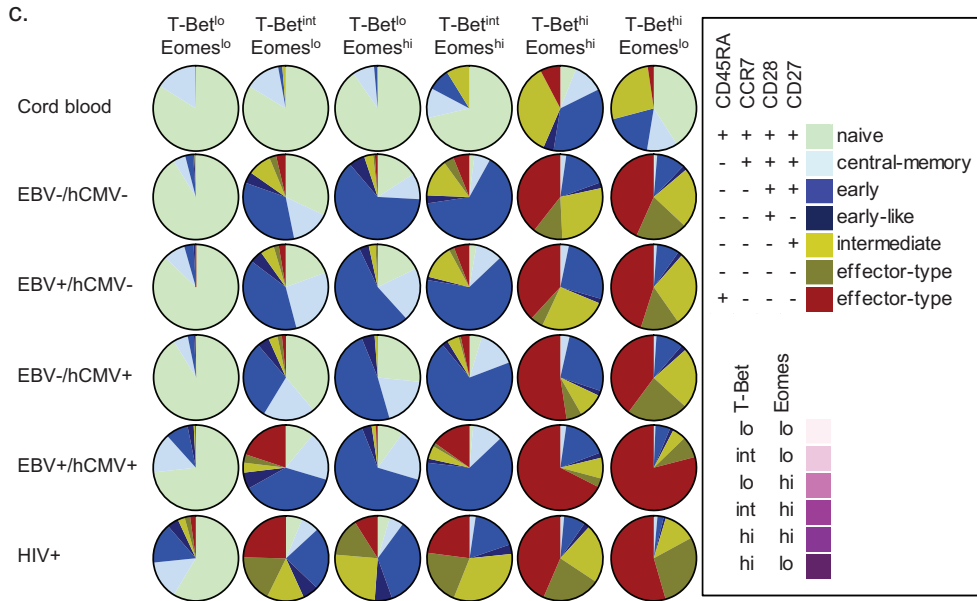 c.
T-Betˡᵒ Eomesˡᵒ
T-Betⁱⁿᵗ Eomesˡᵒ
T-Betˡᵒ Eomesʰⁱ
T-Betⁱⁿᵗ Eomesʰⁱ
T-Betʰⁱ Eomesʰⁱ
T-Betʰⁱ Eomesˡᵒ
Cord blood
EBV-/hCMV-
EBV+/hCMV-
EBV-/hCMV+
EBV+/hCMV+
HIV+
CD45RA CCR7 CD28 CD27
+ + + + naive
- + + + central-memory
- - + + early
- - + - early-like
- - - + intermediate
- - - - effector-type
+ - - - effector-type
T-Bet Eomes
lo lo
int lo
lo hi
int hi
hi hi
hi lo